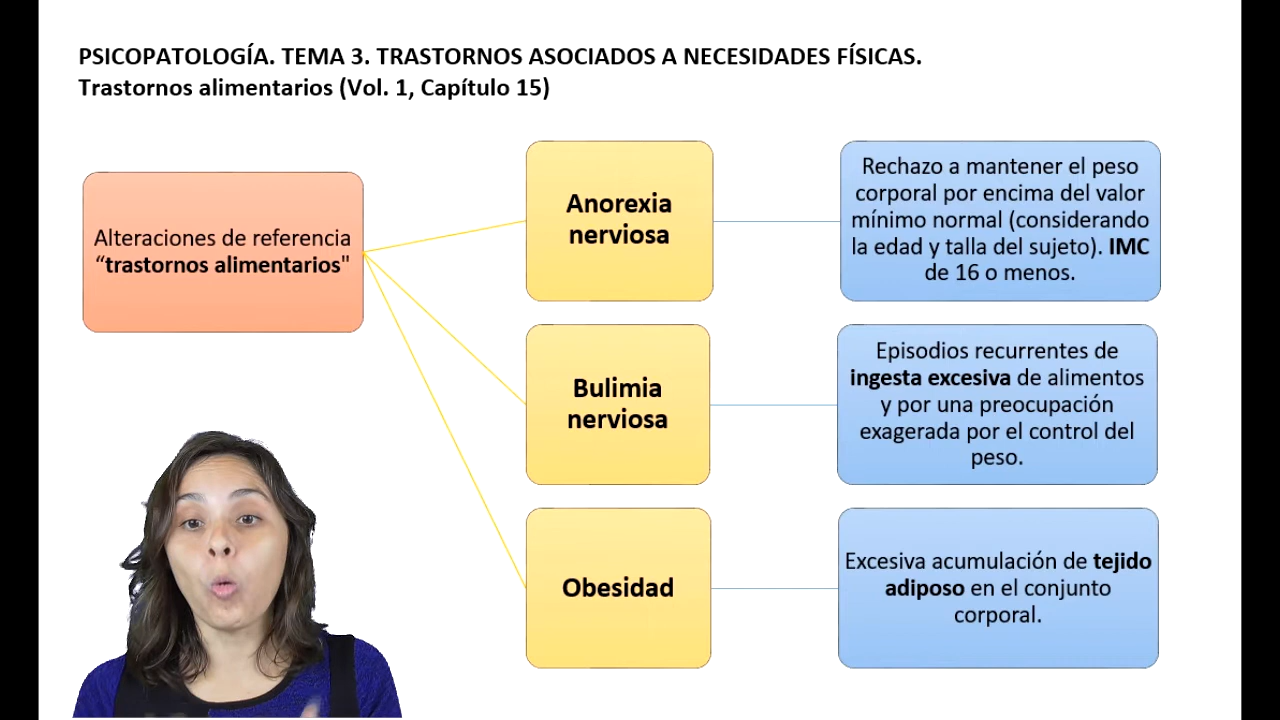 PSICOPATOLOGÍA. TEMA 3. TRASTORNOS ASOCIADOS A NECESIDADES FÍSICAS.
Trastornos alimentarios (Vol. 1, Capítulo 15)
Alteraciones de referencia
“trastornos alimentarios"
Anorexia
nerviosa
Rechazo a mantener el peso
corporal por encima del valor
mínimo normal (considerando
la edad y talla del sujeto). IMC
de 16 o menos.
Bulimia
nerviosa
Episodios recurrentes de
ingesta excesiva de alimentos
y por una preocupación
exagerada por el control del
peso.
Obesidad
Excesiva acumulación de tejido
adiposo en el conjunto
corporal.